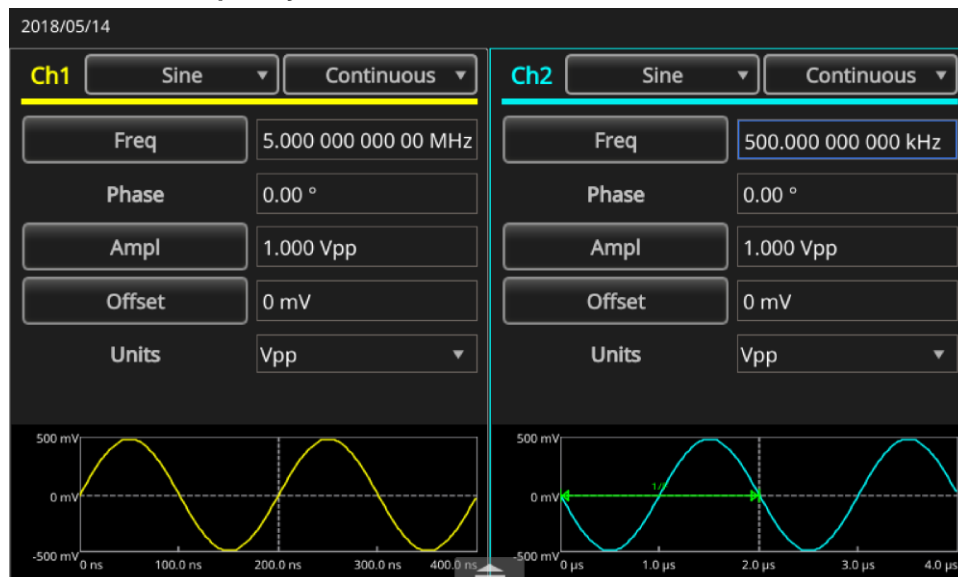 2018/05/14
Ch1 Sine Continuous
Freq 5.000 000 000 00 MHz
Phase 0.00 °
Ampl 1.000 Vpp
Offset 0 mV
Units Vpp
500 mV
0 mV
-500 mV
0 ns 100.0 ns 200.0 ns 300.0 ns 400.0 ns
Ch2 Sine Continuous
Freq 500.000 000 000 kHz
Phase 0.00 °
Ampl 1.000 Vpp
Offset 0 mV
Units Vpp
500 mV
0 mV
-500 mV
0 µs 1.0 µs 2.0 µs 3.0 µs 4.0 µs